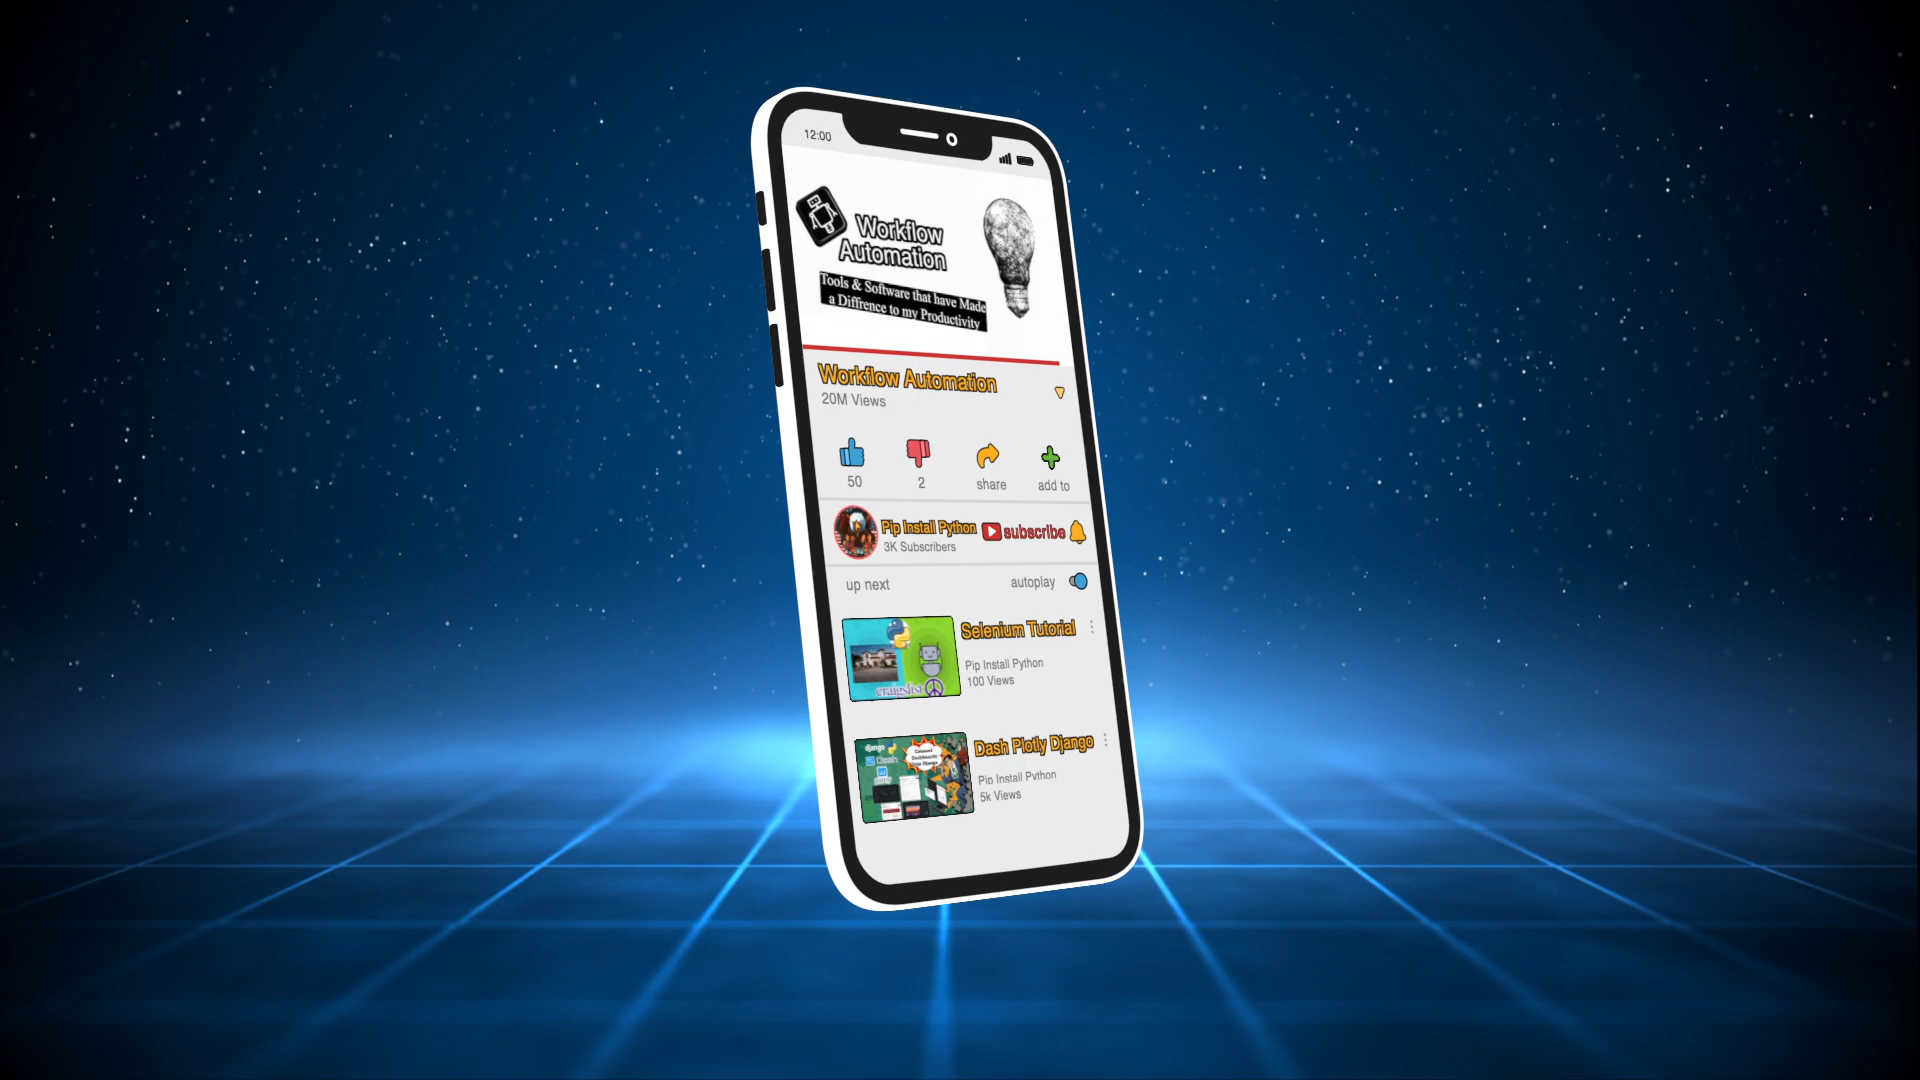 12:00
Workflow
Automation
Tools & Software that have Made
a Diffrence to my Productivity
Workflow Automation
20M Views
50
2
share
add to
Pip Install Python
3K Subscribers
subscribe
up next
autoplay
craigslist
Selenium Tutorial
Pip Install Python
100 Views
django
Connect
Dashboards
Dash Plotly Django
Pip Install Python
5k Views